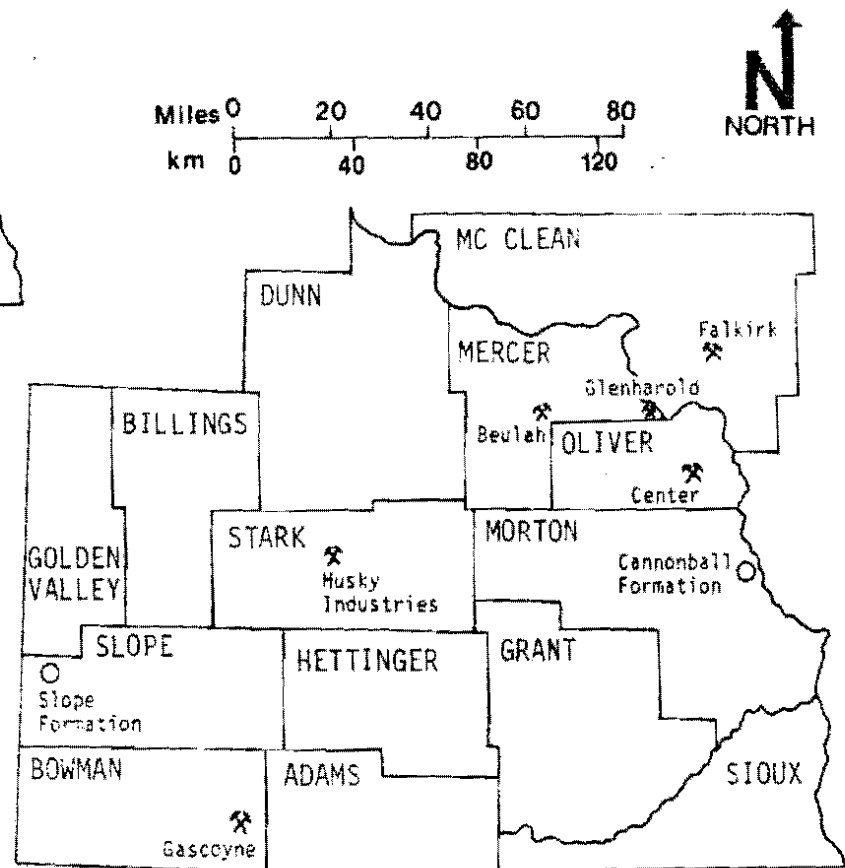 Miles 0 20 40 60 80
km 0 40 80 120
N
NORTH
MC CLEAN
DUNN
Falkirk
MERCER
Glenharold
BILLINGS
Beulah
OLIVER
Center
STARK
MORTON
GOLDEN
VALLEY
Husky
Industries
Cannonball
Formation
SLOPE
HETTINGER
GRANT
Slope
Formation
BOWMAN
ADAMS
SIOUX
Gascoyne